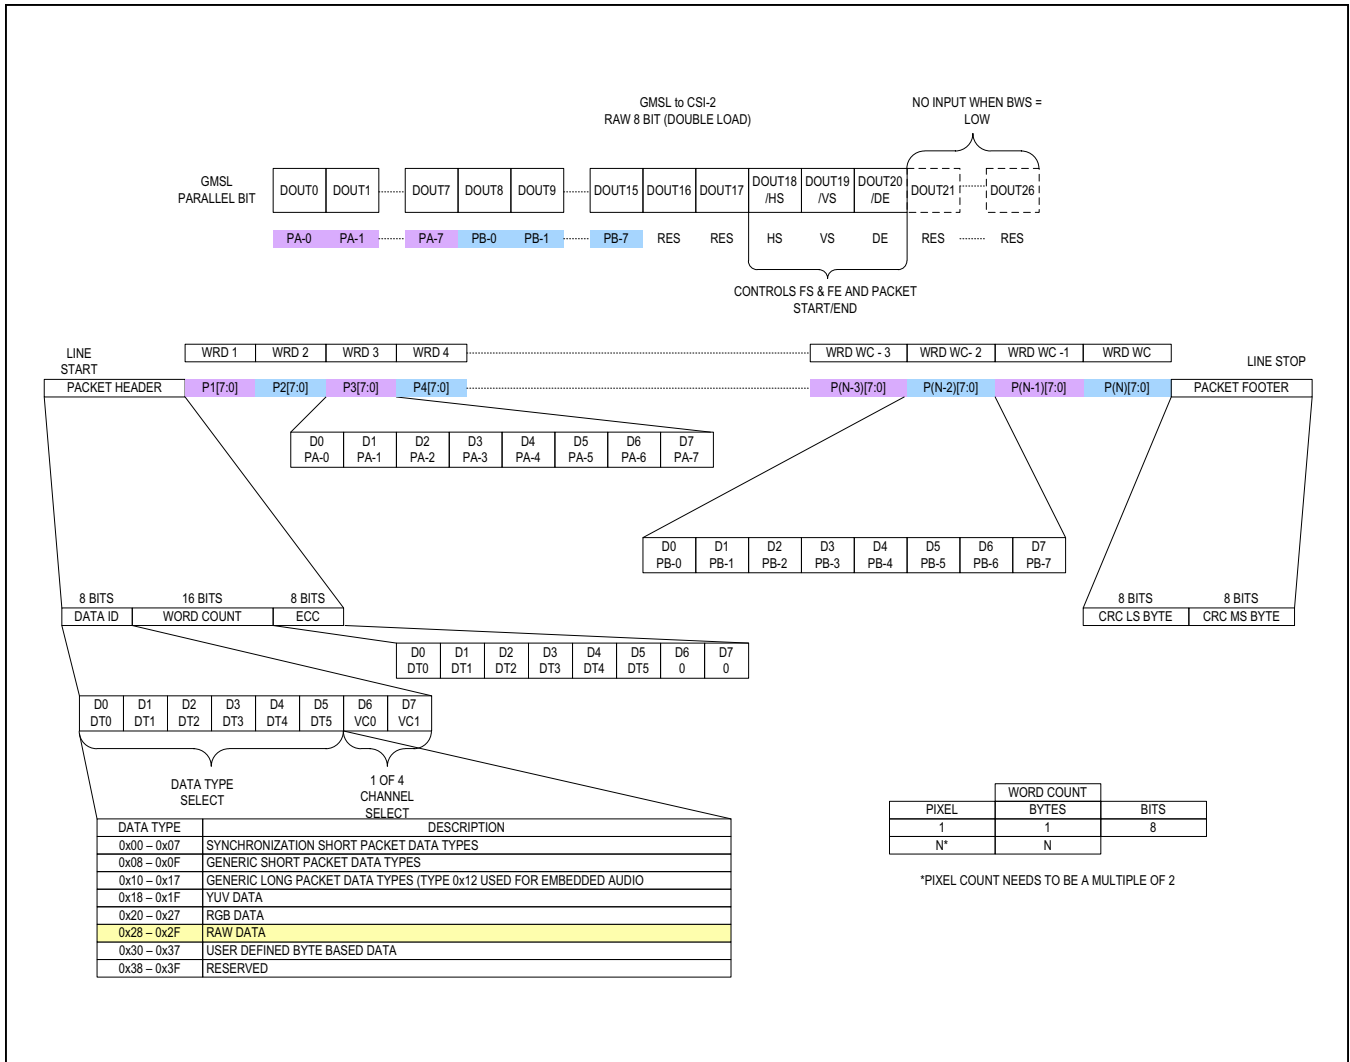 GMSL to CSI-2
RAW 8 BIT (DOUBLE LOAD)
NO INPUT WHEN BWS =
LOW
GMSL
PARALLEL BIT
DOUT0 DOUT1 DOUT7 DOUT8 DOUT9 DOUT15 DOUT16 DOUT17 DOUT18 /HS DOUT19 /VS DOUT20 /DE DOUT21 DOUT26
PA-0 PA-1 PA-7 PB-0 PB-1 PB-7 RES RES HS VS DE RES RES
CONTROLS FS & FE AND PACKET
START/END
LINE
START
WRD 1 WRD 2 WRD 3 WRD 4 WRD WC - 3 WRD WC- 2 WRD WC -1 WRD WC
LINE STOP
PACKET HEADER P1[7:0] P2[7:0] P3[7:0] P4[7:0] P(N-3)[7:0] P(N-2)[7:0] P(N-1)[7:0] P(N)[7:0] PACKET FOOTER
D0 D1 D2 D3 D4 D5 D6 D7
PA-0 PA-1 PA-2 PA-3 PA-4 PA-5 PA-6 PA-7
D0 D1 D2 D3 D4 D5 D6 D7
PB-0 PB-1 PB-2 PB-3 PB-4 PB-5 PB-6 PB-7
8 BITS 16 BITS 8 BITS
DATA ID WORD COUNT ECC
8 BITS 8 BITS
CRC LS BYTE CRC MS BYTE
D0 D1 D2 D3 D4 D5 D6 D7
DT0 DT1 DT2 DT3 DT4 DT5 0 0
D0 D1 D2 D3 D4 D5 D6 D7
DT0 DT1 DT2 DT3 DT4 DT5 VC0 VC1
DATA TYPE
SELECT
1 OF 4
CHANNEL
SELECT
DATA TYPE DESCRIPTION
0x00 – 0x07 SYNCHRONIZATION SHORT PACKET DATA TYPES
0x08 – 0x0F GENERIC SHORT PACKET DATA TYPES
0x10 – 0x17 GENERIC LONG PACKET DATA TYPES (TYPE 0x12 USED FOR EMBEDDED AUDIO
0x18 – 0x1F YUV DATA
0x20 – 0x27 RGB DATA
0x28 – 0x2F RAW DATA
0x30 – 0x37 USER DEFINED BYTE BASED DATA
0x38 – 0x3F RESERVED
WORD COUNT
PIXEL BYTES BITS
1 1 8
N* N
*PIXEL COUNT NEEDS TO BE A MULTIPLE OF 2